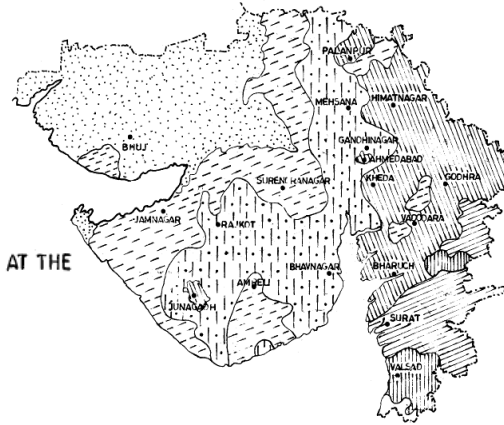 PALANPUR
MEHSANA
HIMATNAGAR
BHUJ
GANDHINAGAR
AHMEDABAD
SURENDRANAGAR
KHEDA
GODHRA
JAMNAGAR
RAJKOT
VADODARA
AT THE
BHAVNAGAR
BHARUCH
AMRELI
JUNAGADH
SURAT
VALSAD